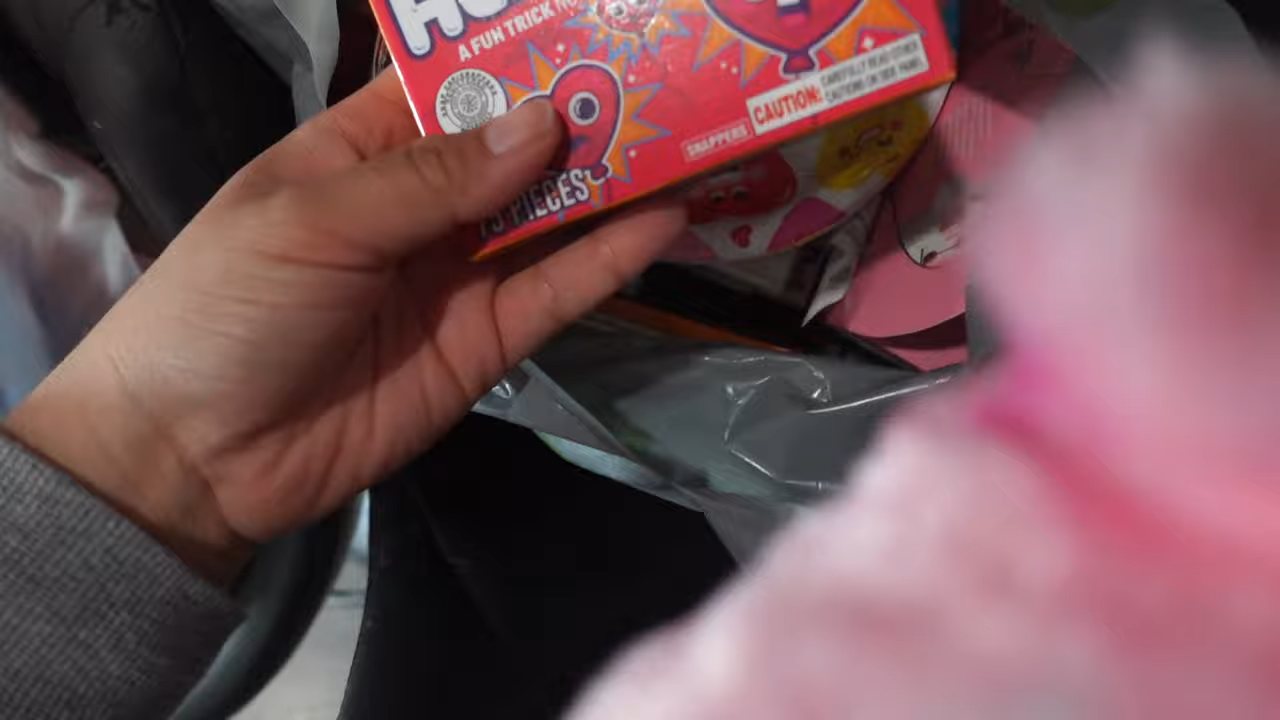 A FUN TRICK
CAUTION:
CAREFULLY READ OTHER
CAUTIONS ON SIDE PANEL
SNAPPERS
PIECES